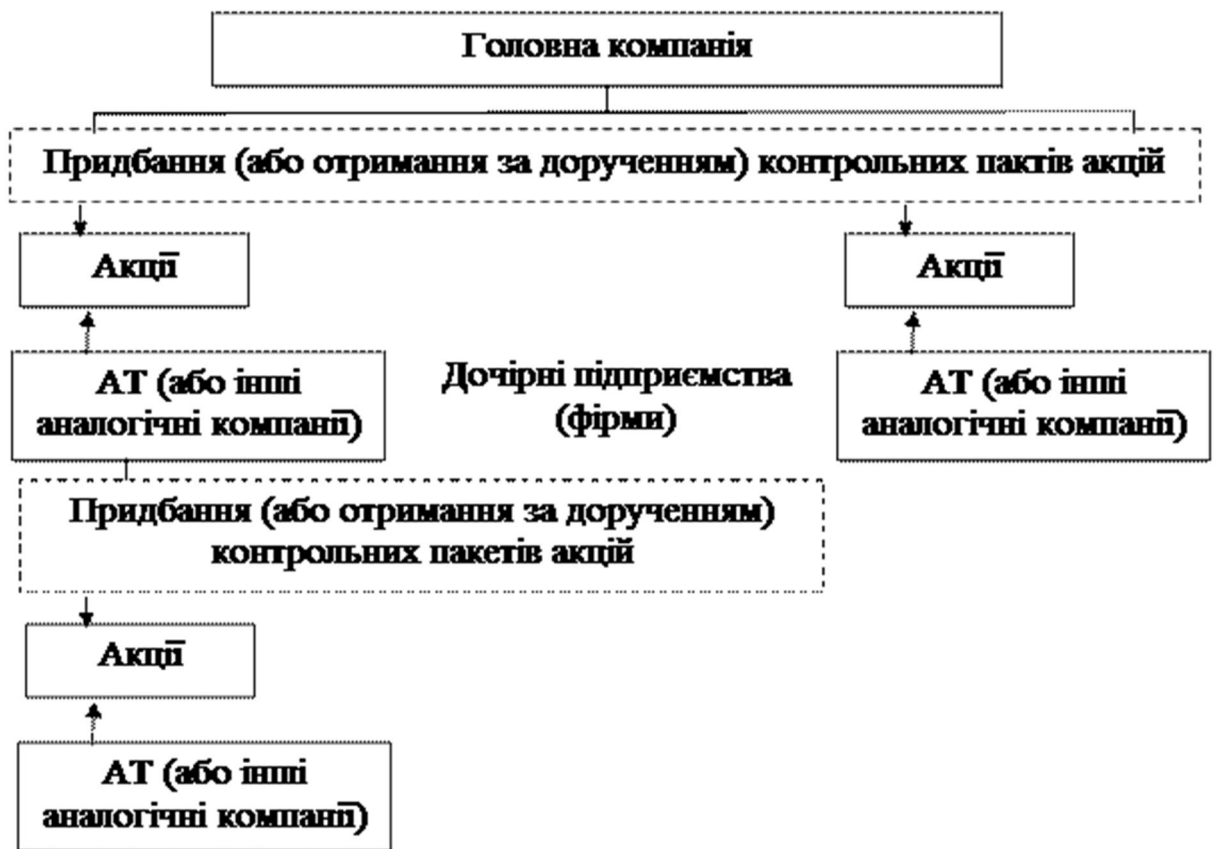 Головна компанія
Придбання (або отримання за дорученням) контрольних пактів акцій
Акції
Акції
АТ (або інші
аналогічні компанії)
Дочірні підприємства
(фірми)
АТ (або інші
аналогічні компанії)
Придбання (або отримання за дорученням)
контрольних пакетів акцій
Акції
АТ (або інші
аналогічні компанії)